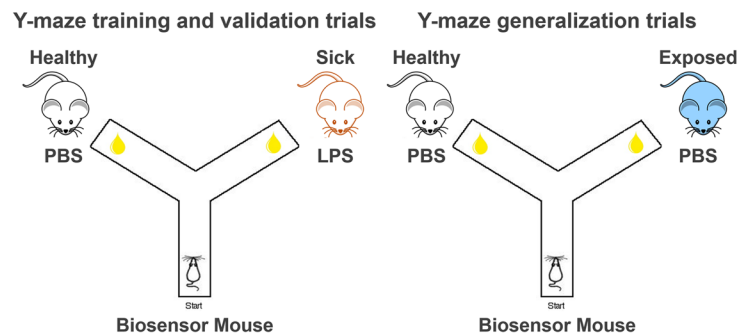 Y-maze training and validation trials
Healthy
Sick
PBS
LPS
Start
Biosensor Mouse
Y-maze generalization trials
Healthy
Exposed
PBS
PBS
Start
Biosensor Mouse